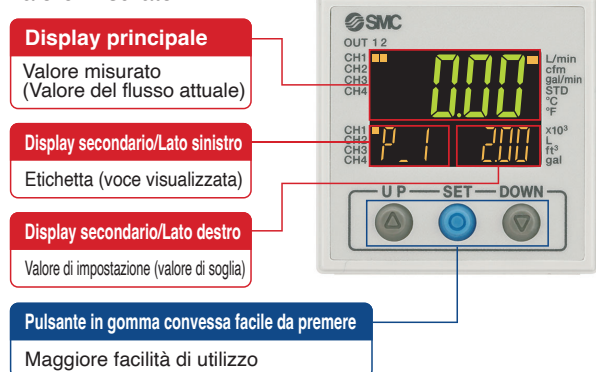 Display principale
Valore misurato
(Valore del flusso attuale)
Display secondario/Lato sinistro
Etichetta (voce visualizzata)
Display secondario/Lato destro
Valore di impostazione (valore di soglia)
Pulsante in gomma convessa facile da premere
Maggiore facilità di utilizzo
SMC
OUT 1 2
CH1
CH2
CH3
CH4
0.00
L/min
cfm
gal/min
STD
°C
°F
CH1
CH2
CH3
CH4
P_1
2.00
x10³
L
ft³
gal
UP SET DOWN